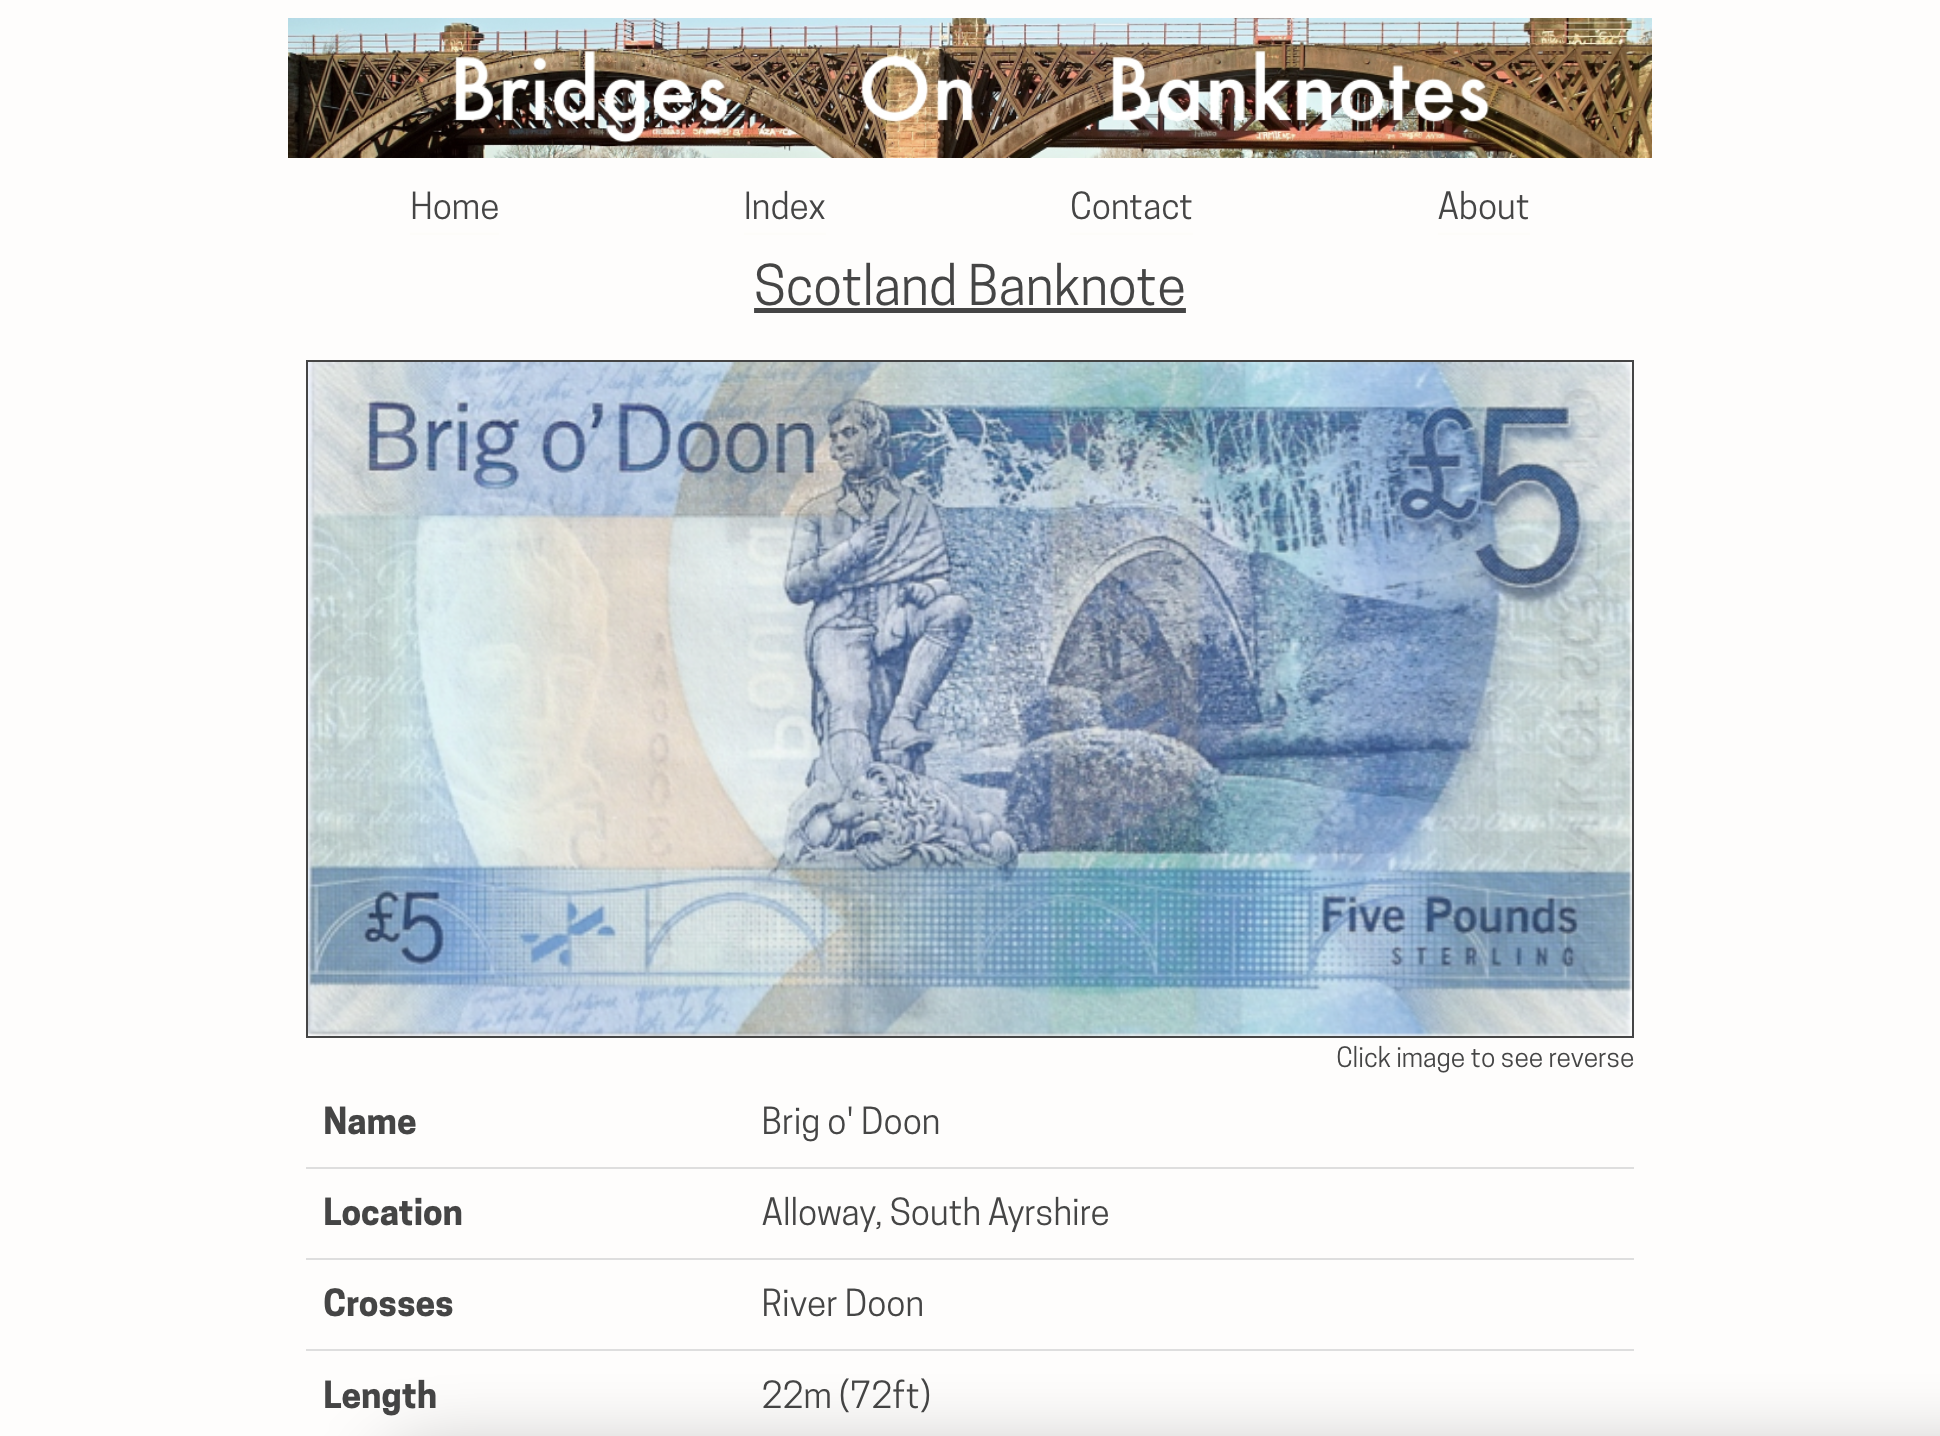 Bridges On Banknotes
Home Index Contact About
Scotland Banknote
Brig o’Doon
£5
£5
Five Pounds
STERLING
Click image to see reverse
Name Brig o' Doon
Location Alloway, South Ayrshire
Crosses River Doon
Length 22m (72ft)